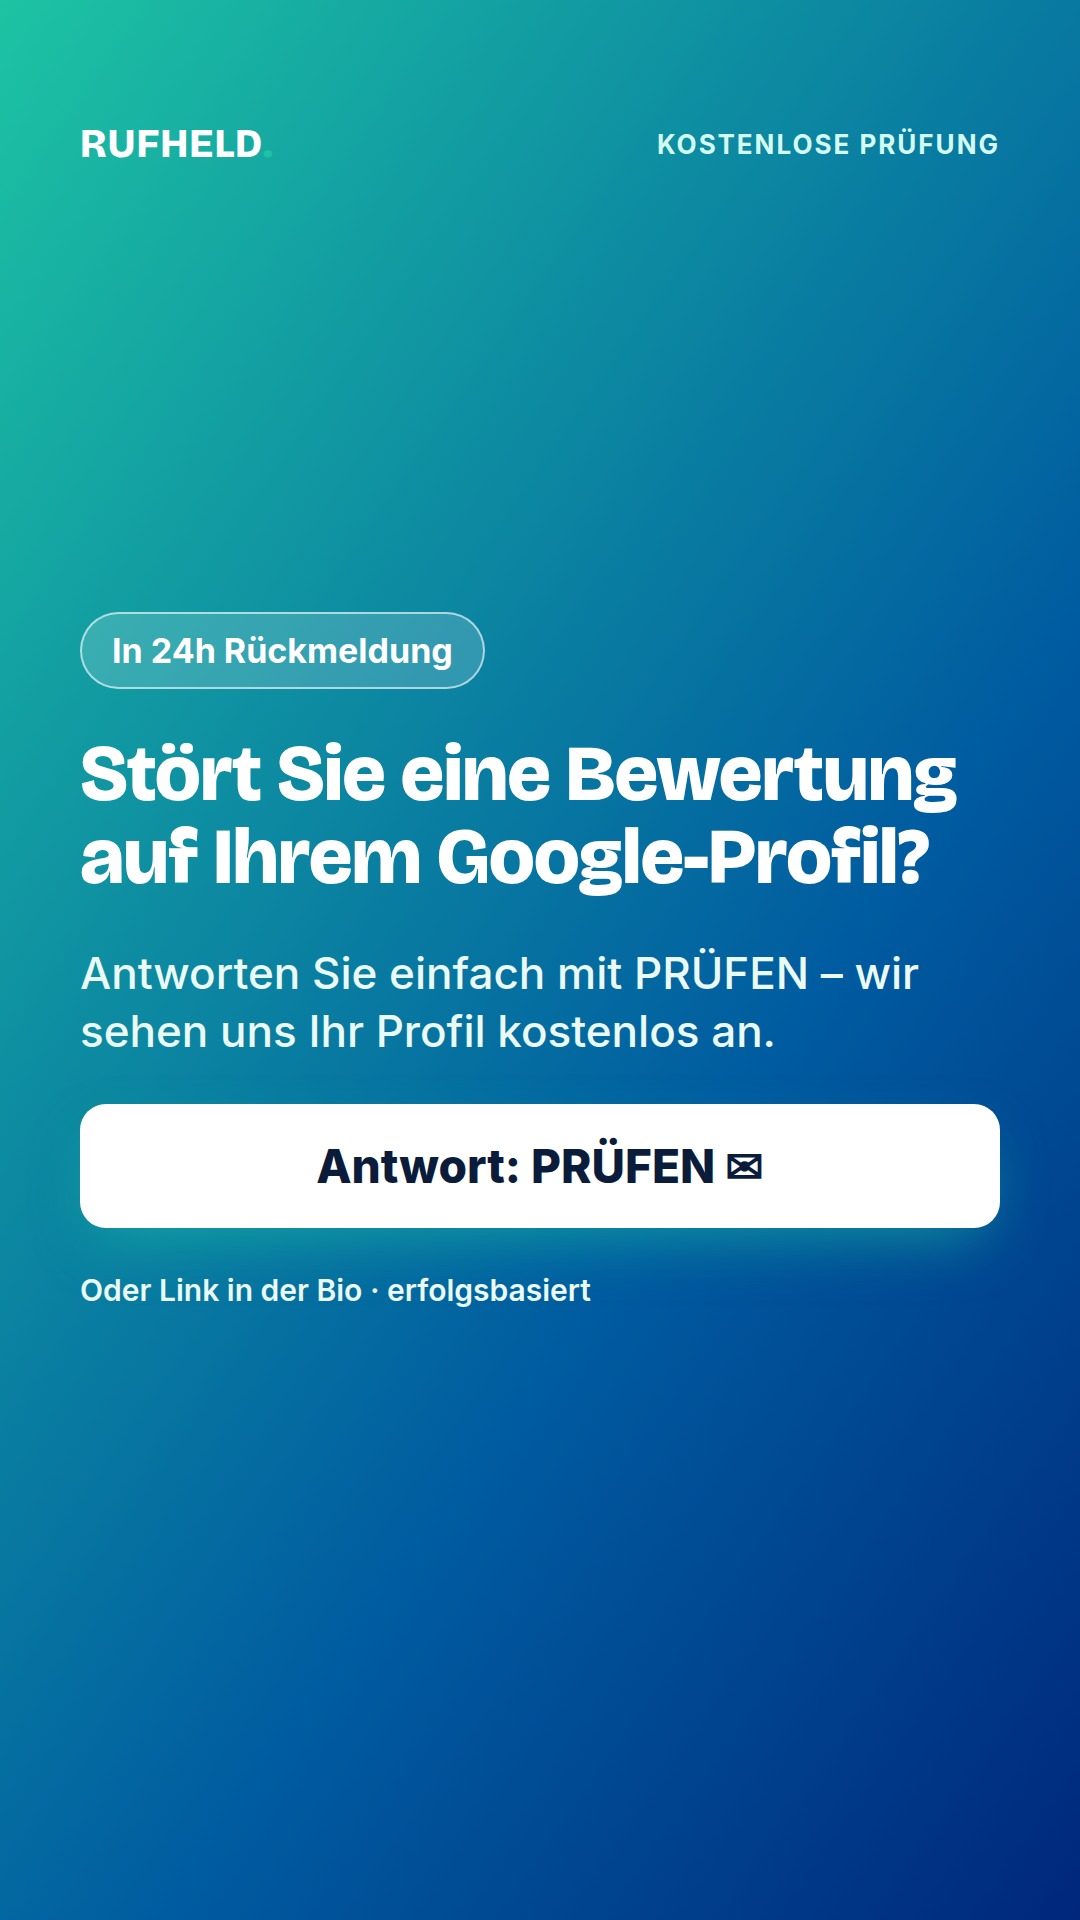 RUFHELD.
KOSTENLOSE PRÜFUNG
In 24h Rückmeldung
Stört Sie eine Bewertung
auf Ihrem Google-Profil?
Antworten Sie einfach mit PRÜFEN – wir
sehen uns Ihr Profil kostenlos an.
Antwort: PRÜFEN ✉
Oder Link in der Bio · erfolgsbasiert